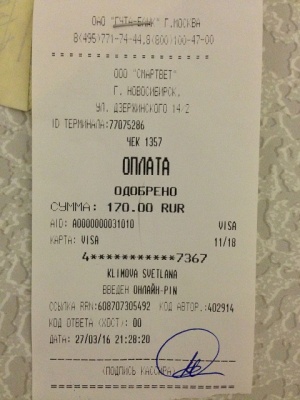 ОАО "ГУТА-БАНК" Г.МОСКВА
8(495)771-74-44,8(800)100-47-00
ООО "СМАРТВЕТ"
Г. НОВОСИБИРСК,
УЛ. ДЗЕРЖИНСКОГО 14/2
ID ТЕРМИНАЛА:77075286
ЧЕК 1357
ОПЛАТА
ОДОБРЕНО
СУММА: 170.00 RUR
AID: A0000000031010 VISA
КАРТА: VISA 11/18
4***********7367
KLIMOVA SVETLANA
ВВЕДЕН ОНЛАЙН-PIN
ССЫЛКА RRN:608707305492 КОД АВТОР.:402914
КОД ОТВЕТА (ХОСТ): 00
ДАТА: 27/03/16 21:28:20
(ПОДПИСЬ КАССИРА)